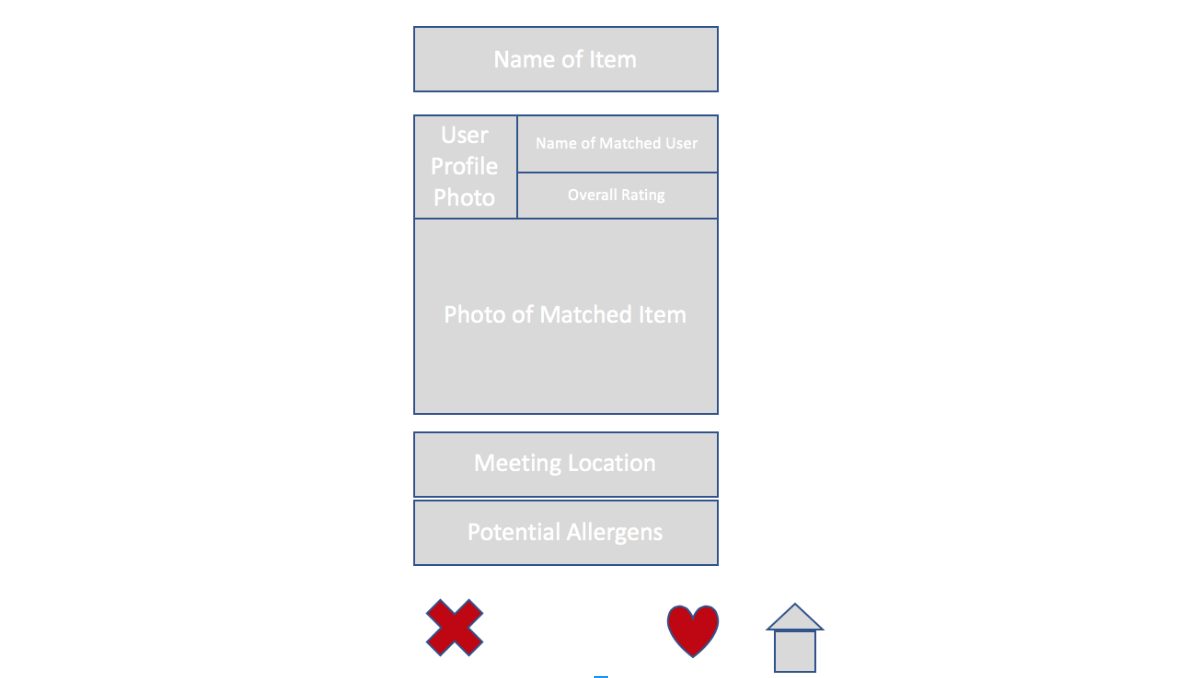 Name of Item
User
Profile
Photo
Name of Matched User
Overall Rating
Photo of Matched Item
Meeting Location
Potential Allergens